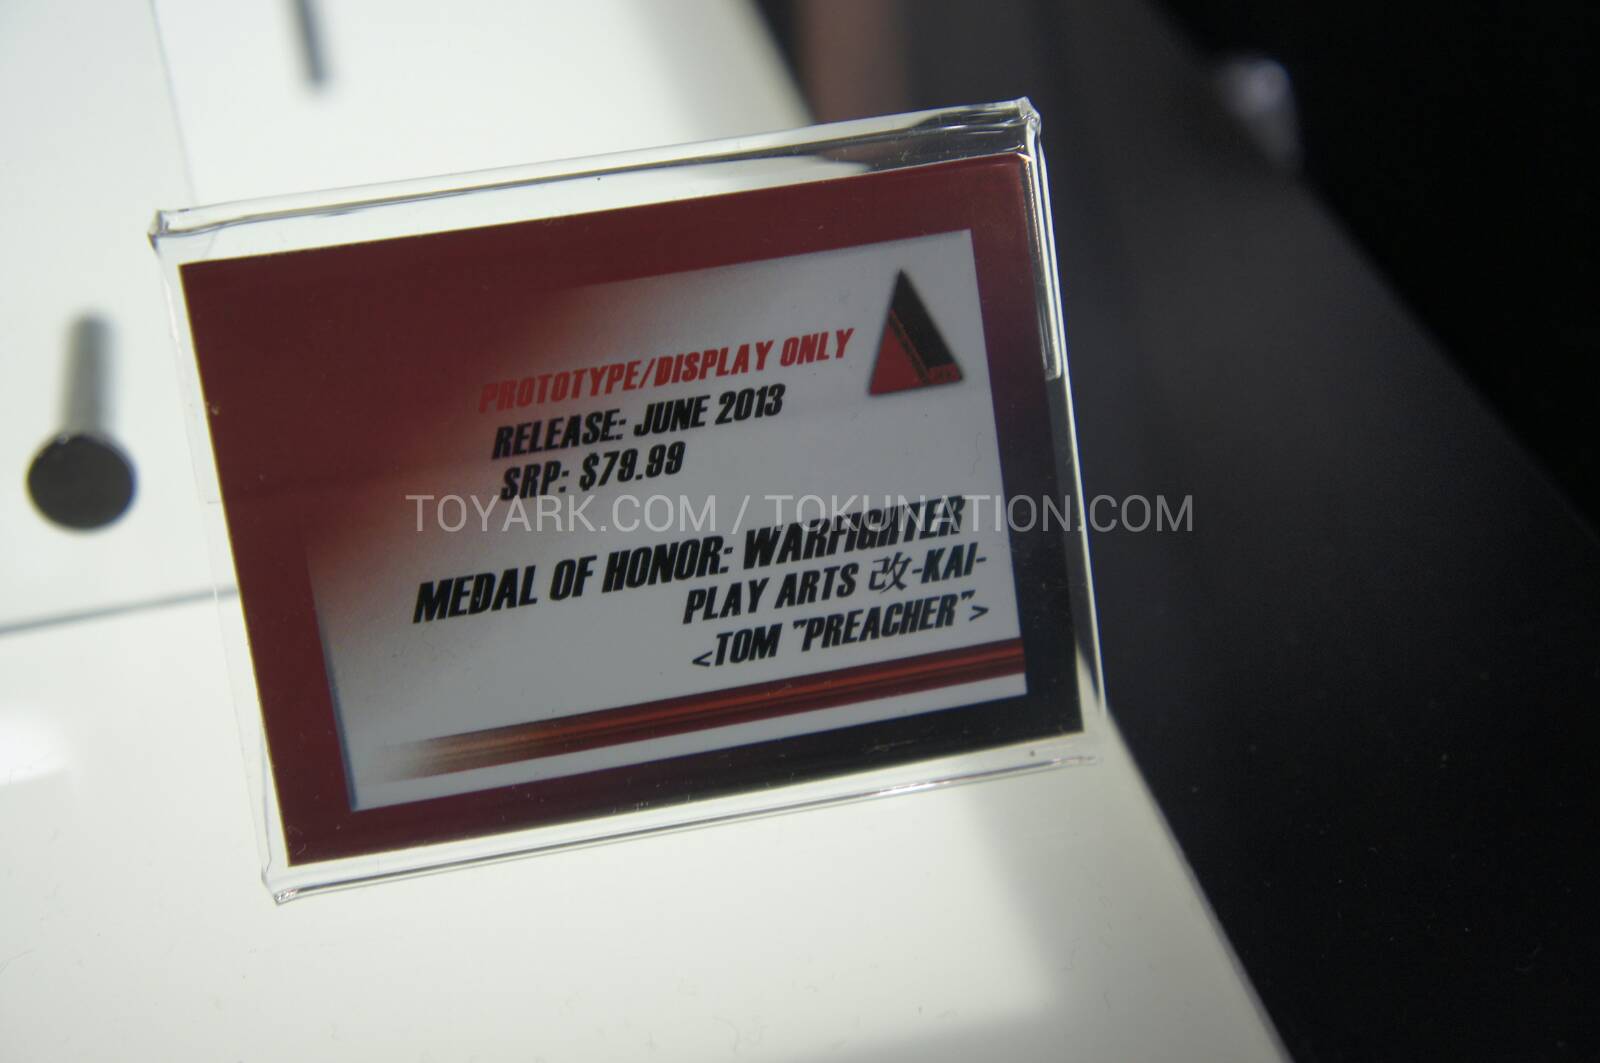 PROTOTYPE/DISPLAY ONLY
RELEASE: JUNE 2013
SRP: $79.99
TOYARK.COM / TOKUNATION.COM
MEDAL OF HONOR: WARFIGHTER
PLAY ARTS 改-KAI-
<TOM "PREACHER">